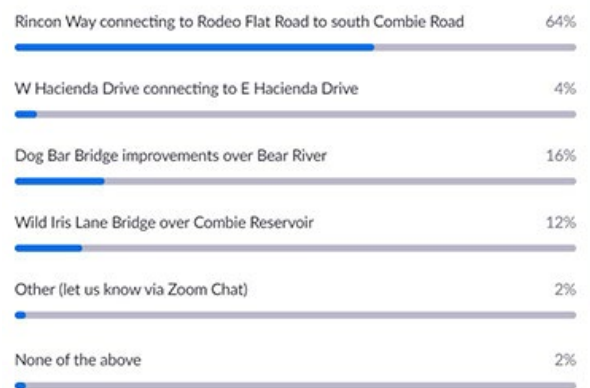 Rincon Way connecting to Rodeo Flat Road to south Combie Road 64%
W Hacienda Drive connecting to E Hacienda Drive 4%
Dog Bar Bridge improvements over Bear River 16%
Wild Iris Lane Bridge over Combie Reservoir 12%
Other (let us know via Zoom Chat) 2%
None of the above 2%